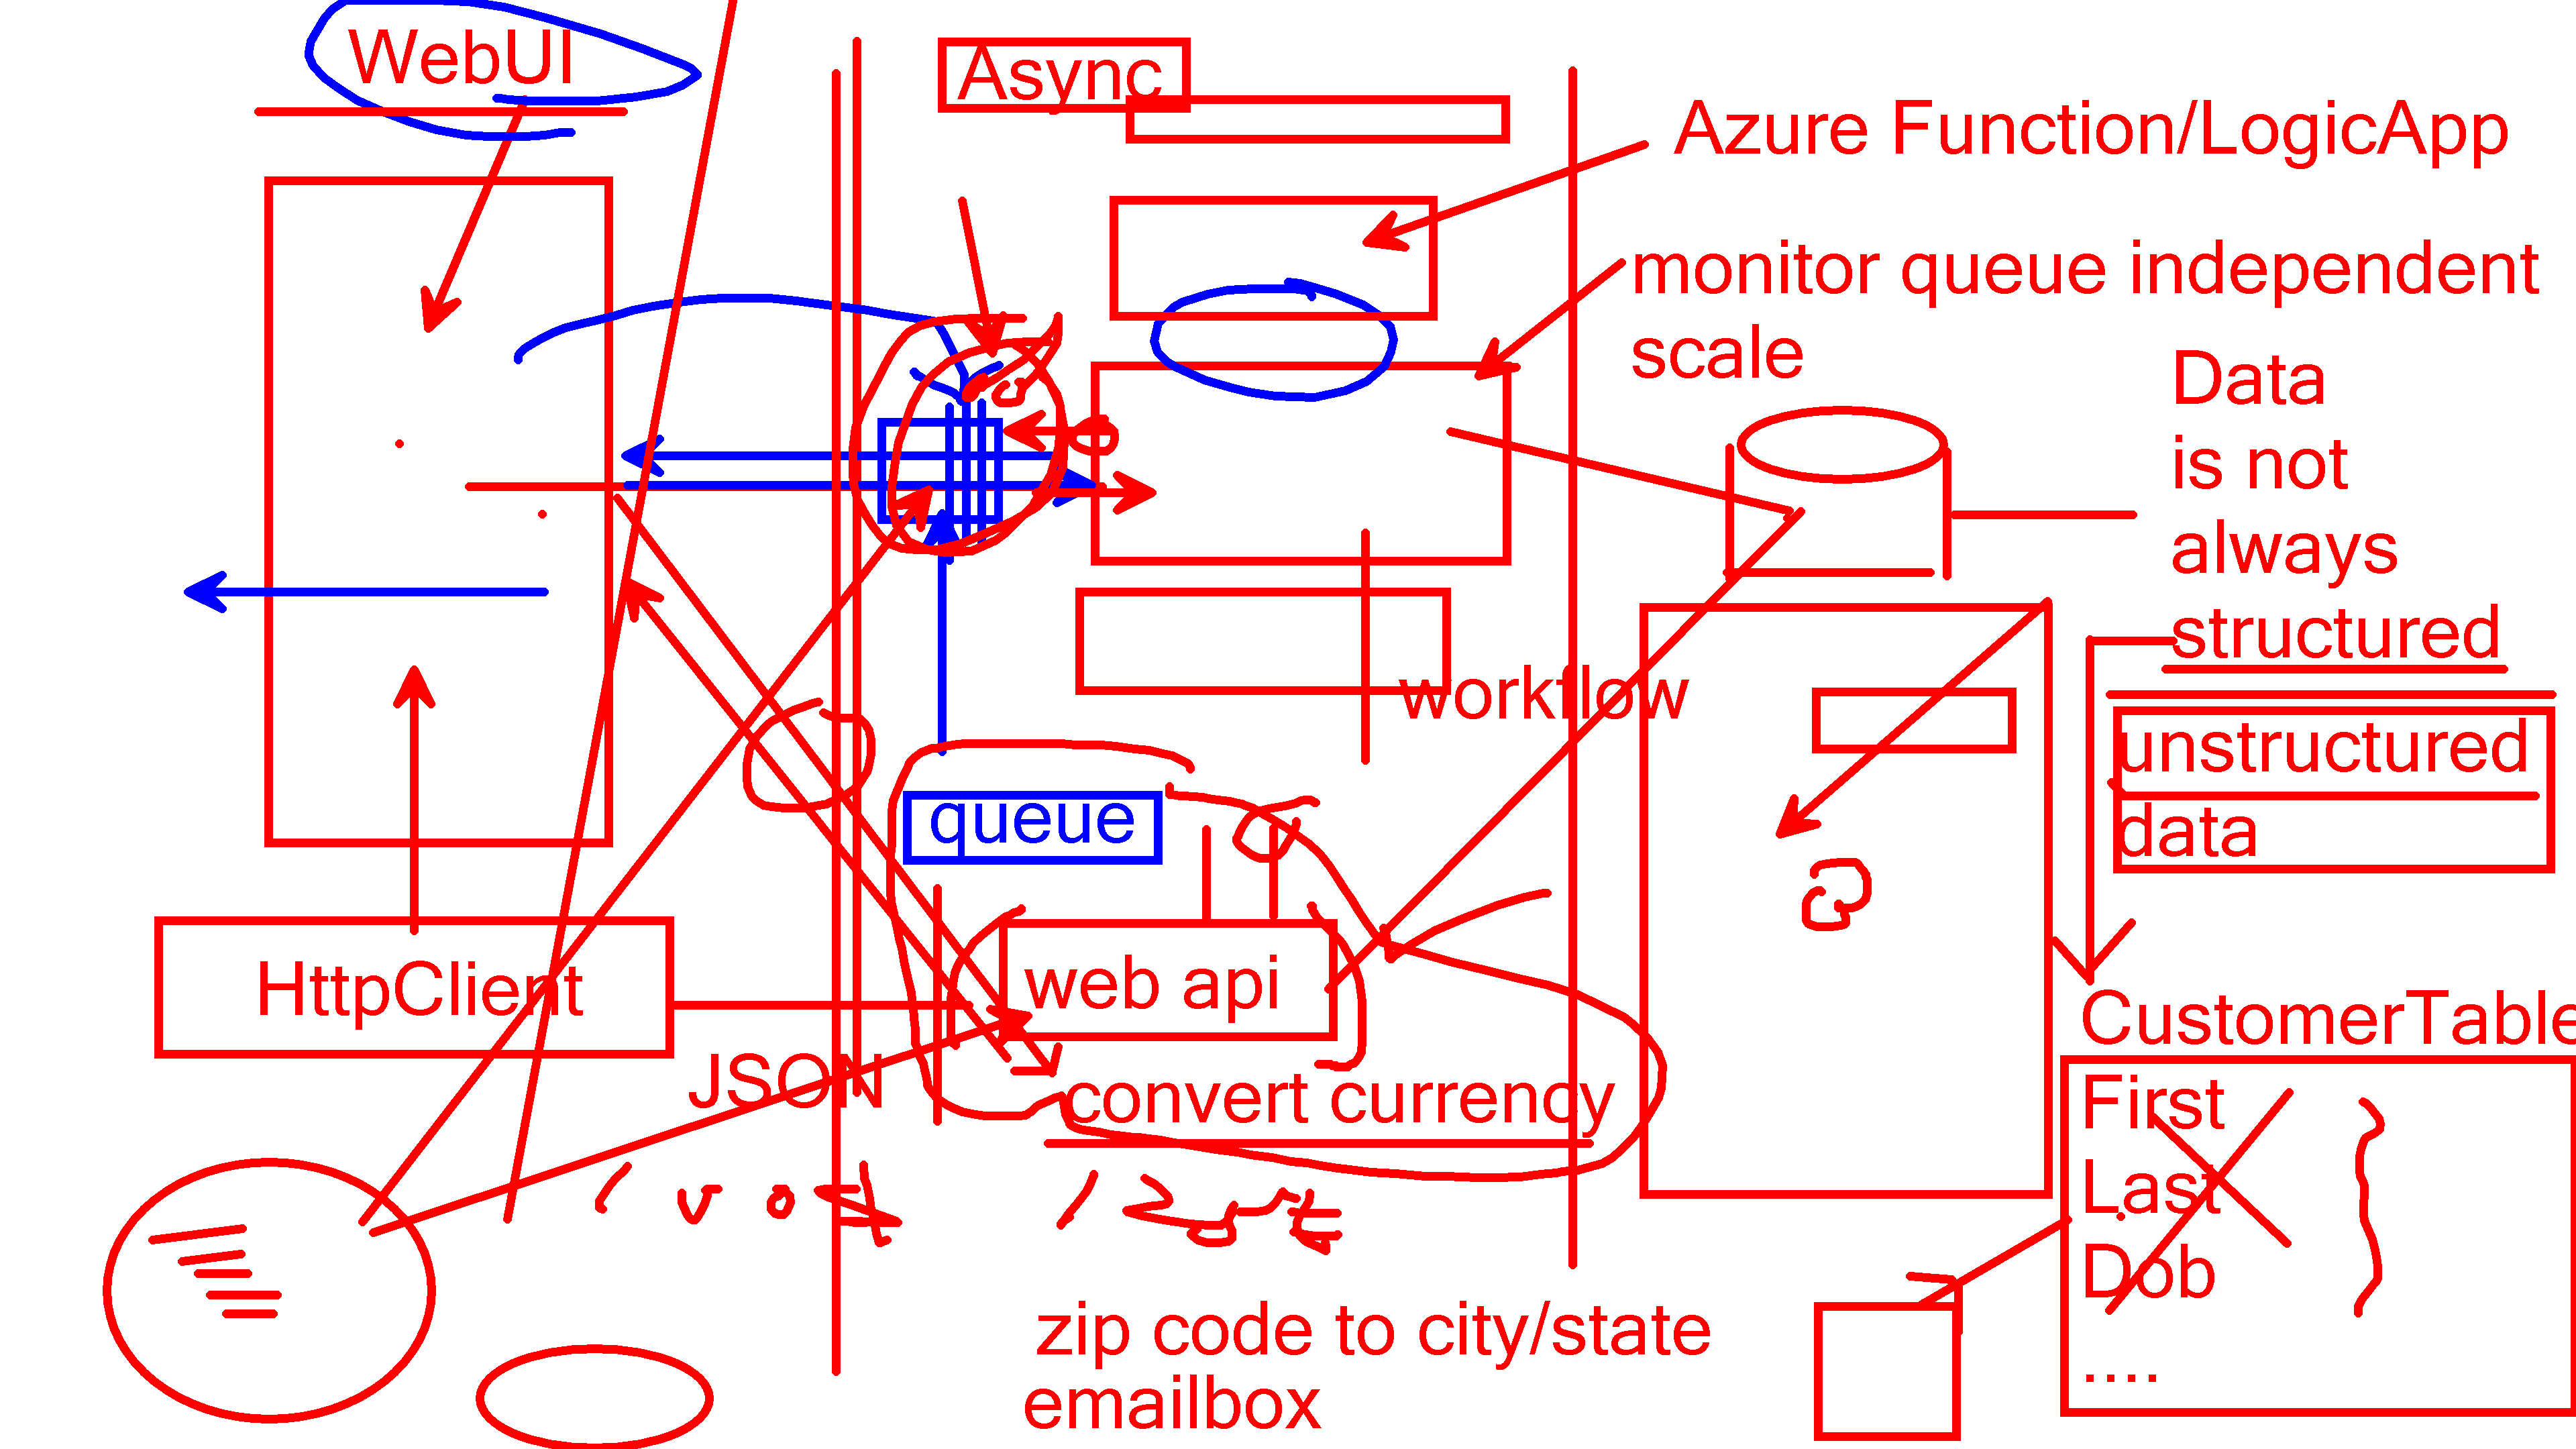 WebUI
Async
Azure Function/LogicApp
monitor queue independent
scale
Data
is not
always
structured
unstructured
data
workflow
queue
web api
HttpClient
JSON
convert currency
CustomerTable
First
Last
Dob
....
zip code to city/state
emailbox